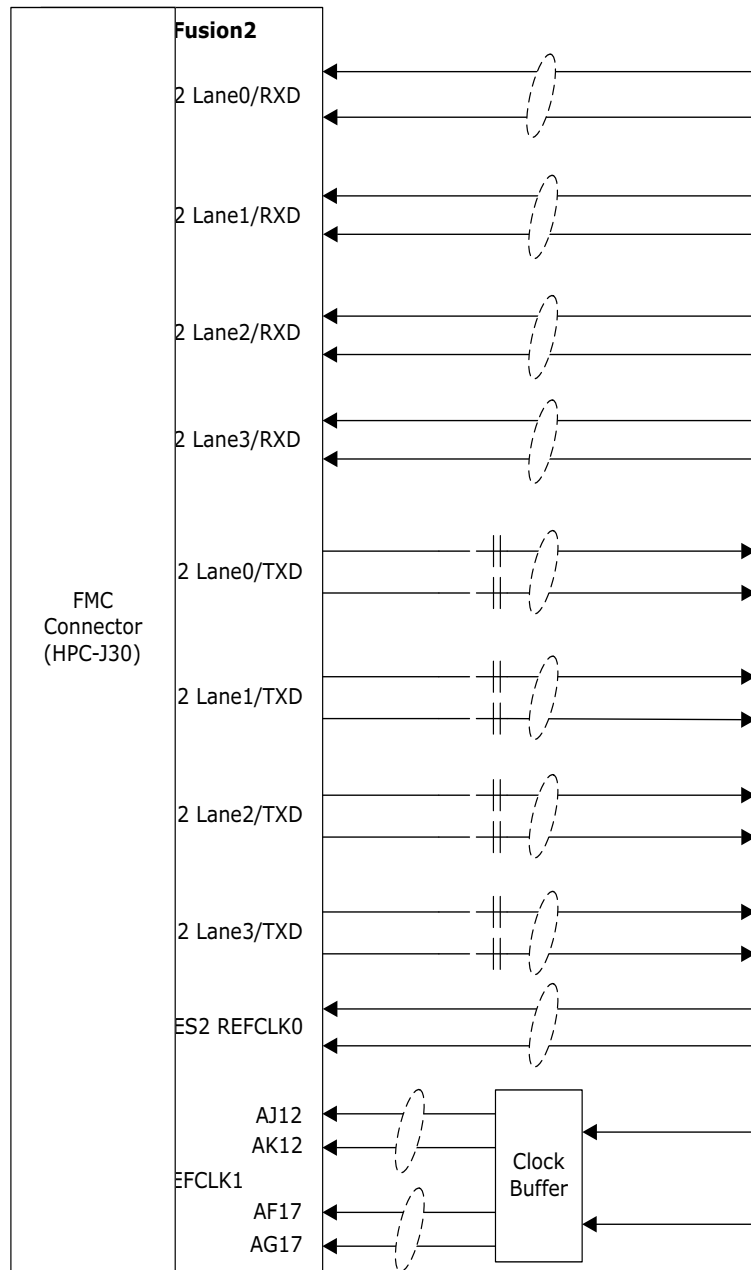 Fusion2
2 Lane0/RXD
2 Lane1/RXD
2 Lane2/RXD
2 Lane3/RXD
2 Lane0/TXD
FMC
Connector
(HPC-J30)
2 Lane1/TXD
2 Lane2/TXD
2 Lane3/TXD
ES2 REFCLK0
AJ12
AK12
Clock
Buffer
EFCLK1
AF17
AG17